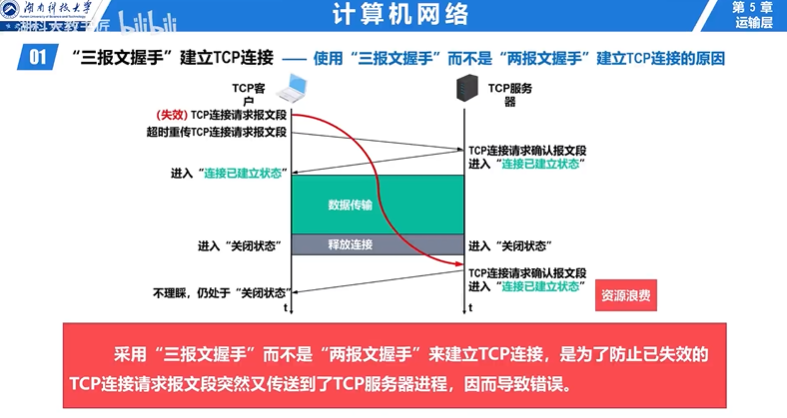 湖南科技大学
计算机网络
第 5 章
运输层
湖科大教书匠 bilibili
01 “三报文握手”建立TCP连接 —— 使用“三报文握手”而不是“两报文握手”建立TCP连接的原因
TCP客
户
TCP服务
器
(失效) TCP连接请求报文段
超时重传TCP连接请求报文段
TCP连接请求确认报文段
进入“连接已建立状态”
进入“连接已建立状态”
数据传输
进入“关闭状态”
释放连接
进入“关闭状态”
TCP连接请求确认报文段
进入“连接已建立状态”
资源浪费
不理睬，仍处于“关闭状态”
t
t
采用“三报文握手”而不是“两报文握手”来建立TCP连接，是为了防止已失效的
TCP连接请求报文段突然又传送到了TCP服务器进程，因而导致错误。